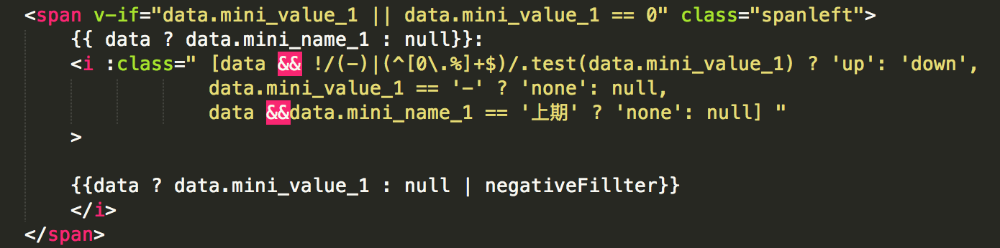 <span v-if="data.mini_value_1 || data.mini_value_1 == 0" class="spanleft">
{{ data ? data.mini_name_1 : null}}:
<i :class=" [data && !/(-)|(^[0\.%]+$)/.test(data.mini_value_1) ? 'up': 'down',
data.mini_value_1 == '-' ? 'none': null,
data &&data.mini_name_1 == '上期' ? 'none': null] "
>
{{data ? data.mini_value_1 : null | negativeFillter}}
</i>
</span>